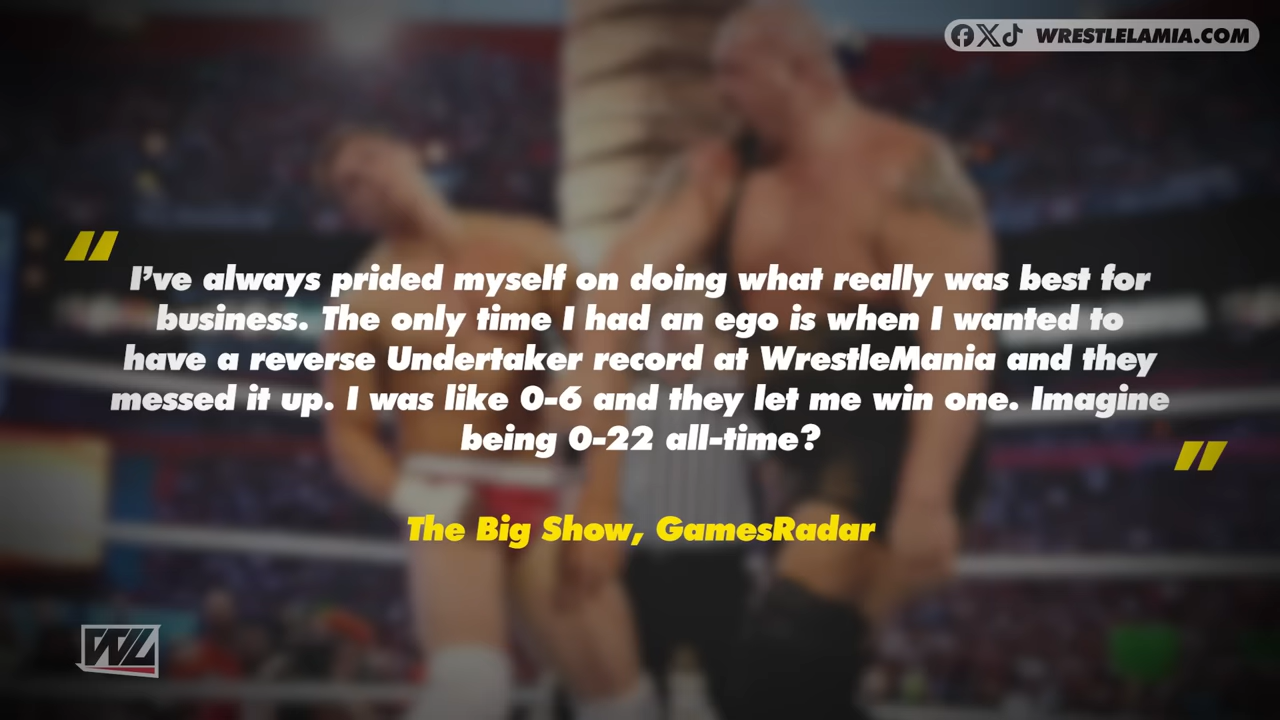 WRESTLELAMIA.COM
"
I've always prided myself on doing what really was best for
business. The only time I had an ego is when I wanted to
have a reverse Undertaker record at WrestleMania and they
messed it up. I was like 0-6 and they let me win one. Imagine
being 0-22 all-time?
"
The Big Show, GamesRadar
WL